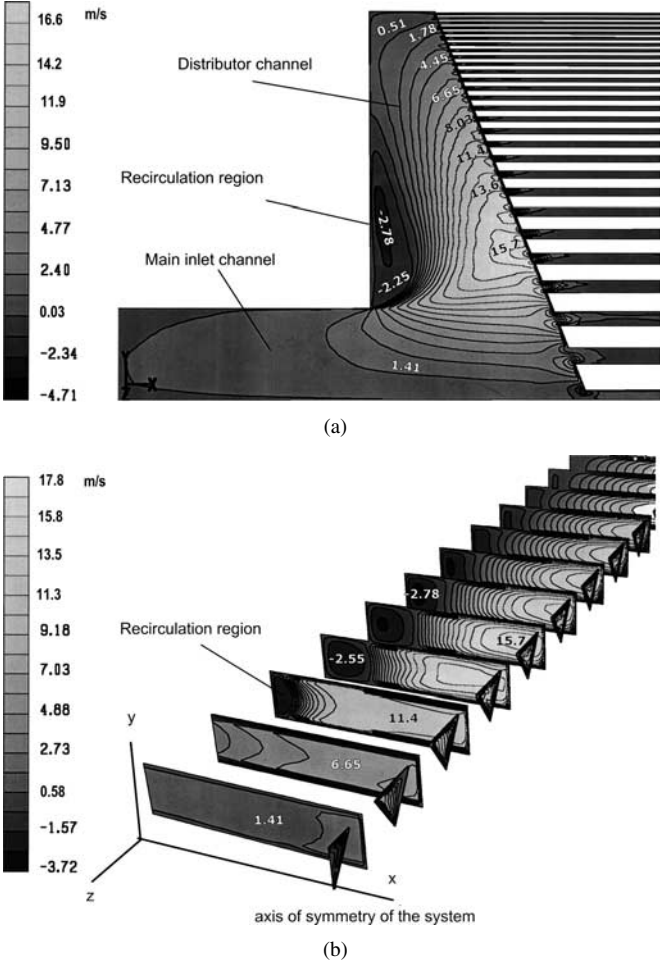 16.6
m/s
14.2
11.9
9.50
7.13
4.77
2.40
0.03
-2.34
-4.71
0.51
1.78
4.45
6.65
8.03
11.4
13.6
15.7
Distributor channel
Recirculation region
-2.78
Main inlet channel
-2.25
1.41
Y
X
(a)
17.8
m/s
15.8
13.5
11.3
9.18
7.03
4.88
2.73
0.58
-1.57
-3.72
-2.78
15.7
Recirculation region
-2.55
11.4
6.65
1.41
y
z
x
axis of symmetry of the system
(b)